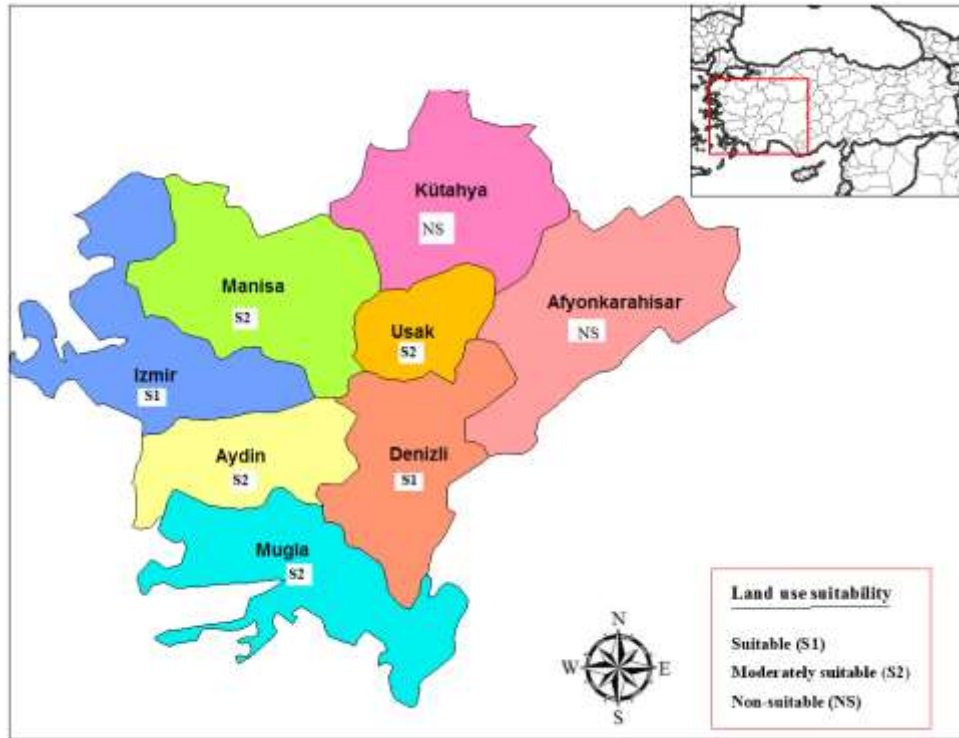 Kütahya
NS
Manisa
S2
Afyonkarahisar
NS
Usak
S2
Izmir
S1
Aydin
S2
Denizli
S1
Mugla
S2
N
W E
S
Land use suitability
Suitable (S1)
Moderately suitable (S2)
Non-suitable (NS)